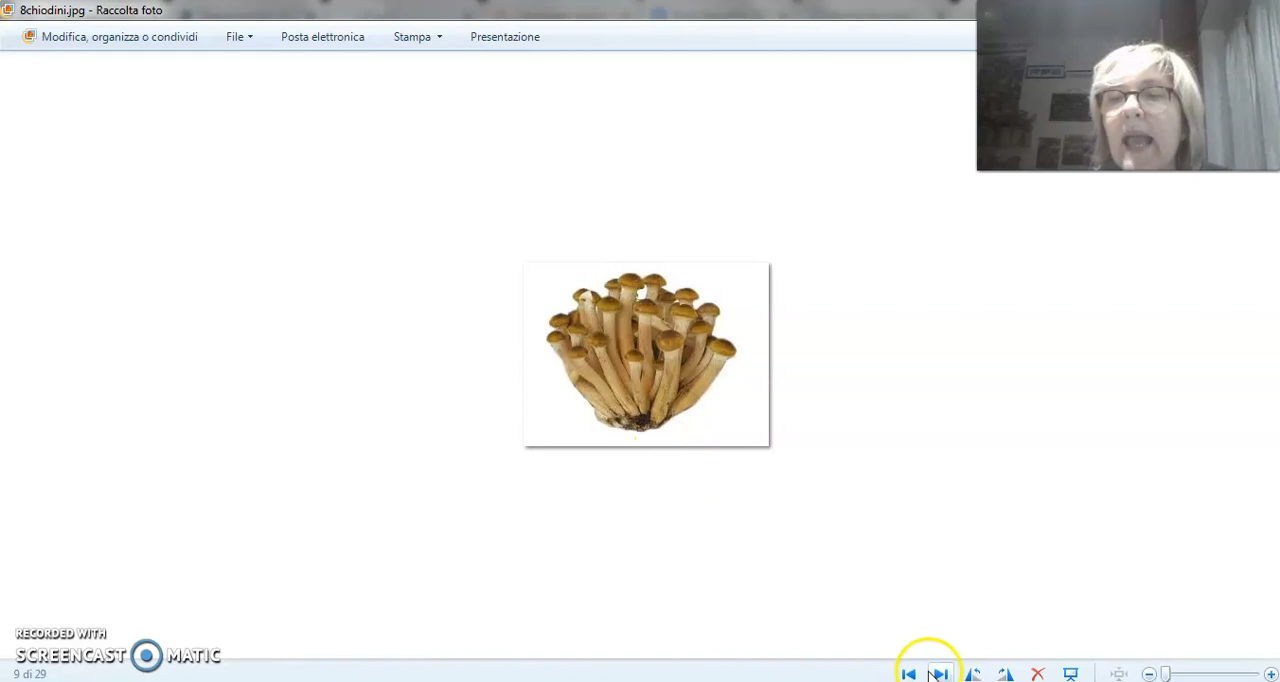 8chiodini.jpg - Raccolta foto
Modifica, organizza o condividi File Posta elettronica Stampa Presentazione
RECORDED WITH
SCREENCAST MATIC
9 di 29